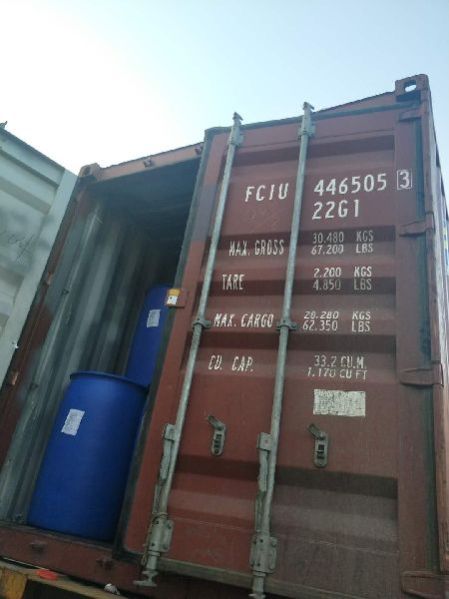 FCIU 446505 3
22G1
MAX. GROSS 30.480 KGS
67.200 LBS
TARE 2.200 KGS
4.850 LBS
MAX. CARGO 28.280 KGS
62.350 LBS
CU. CAP. 33.2 CU.M.
1.170 CU FT